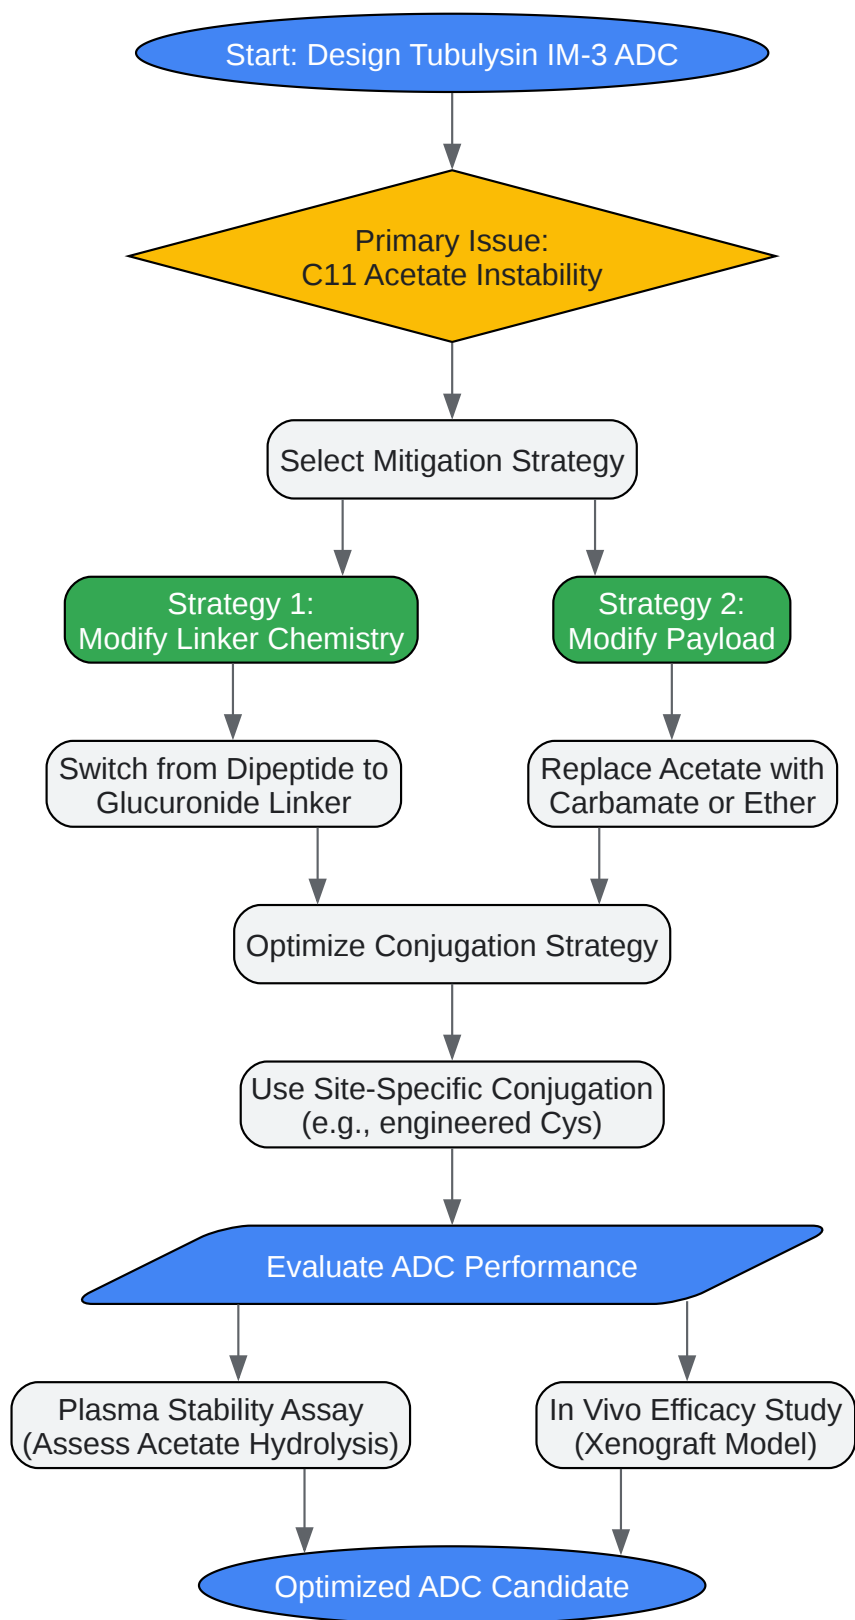 Start: Design Tubulysin IM-3 ADC
Primary Issue:
C11 Acetate Instability
Select Mitigation Strategy
Strategy 1:
Modify Linker Chemistry
Strategy 2:
Modify Payload
Switch from Dipeptide to
Glucuronide Linker
Replace Acetate with
Carbamate or Ether
Optimize Conjugation Strategy
Use Site-Specific Conjugation
(e.g., engineered Cys)
Evaluate ADC Performance
Plasma Stability Assay
(Assess Acetate Hydrolysis)
In Vivo Efficacy Study
(Xenograft Model)
Optimized ADC Candidate